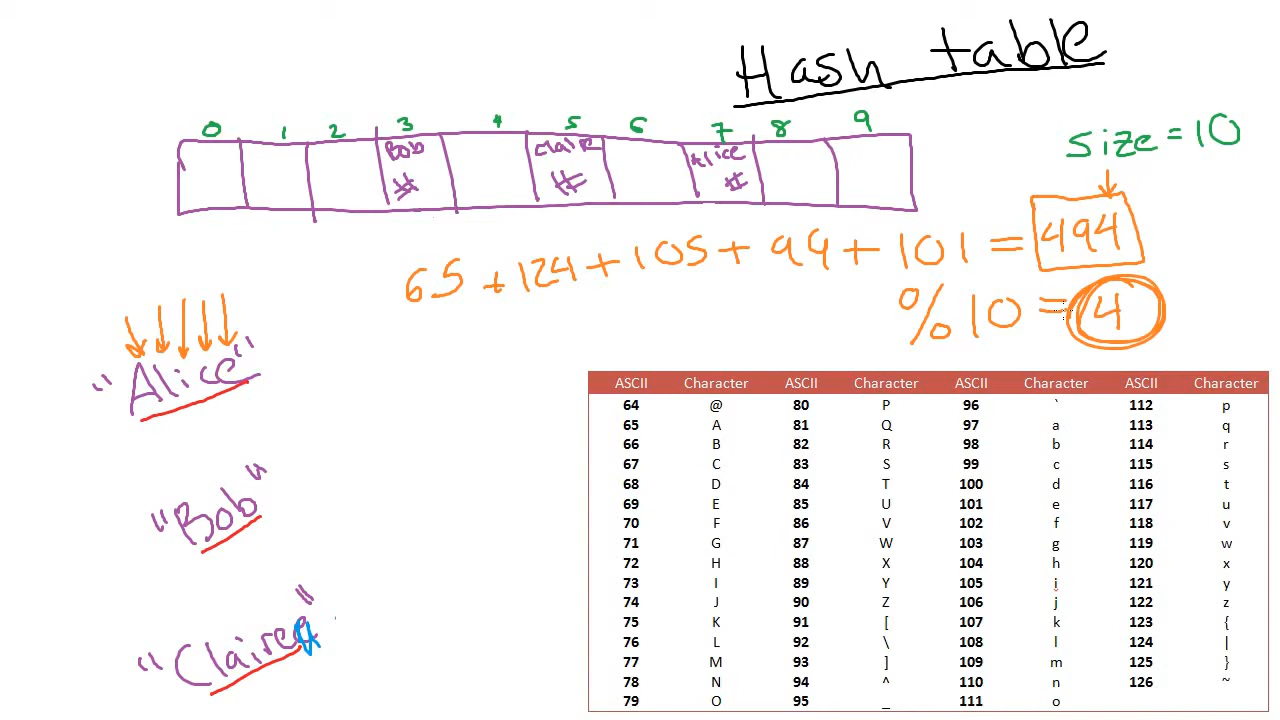 Hash table
0 1 2 3 4 5 6 7 8 9
size = 10
Bob Claire Alice
# # #
65 + 124 + 105 + 99 + 101 = 494
% 10 = 4
"Alice"
"Bob"
"Claire"
ASCII Character ASCII Character ASCII Character ASCII Character
64 @ 80 P 96 ` 112 p
65 A 81 Q 97 a 113 q
66 B 82 R 98 b 114 r
67 C 83 S 99 c 115 s
68 D 84 T 100 d 116 t
69 E 85 U 101 e 117 u
70 F 86 V 102 f 118 v
71 G 87 W 103 g 119 w
72 H 88 X 104 h 120 x
73 I 89 Y 105 i 121 y
74 J 90 Z 106 j 122 z
75 K 91 [ 107 k 123 {
76 L 92 \ 108 l 124 |
77 M 93 ] 109 m 125 }
78 N 94 ^ 110 n 126 ~
79 O 95 _ 111 o